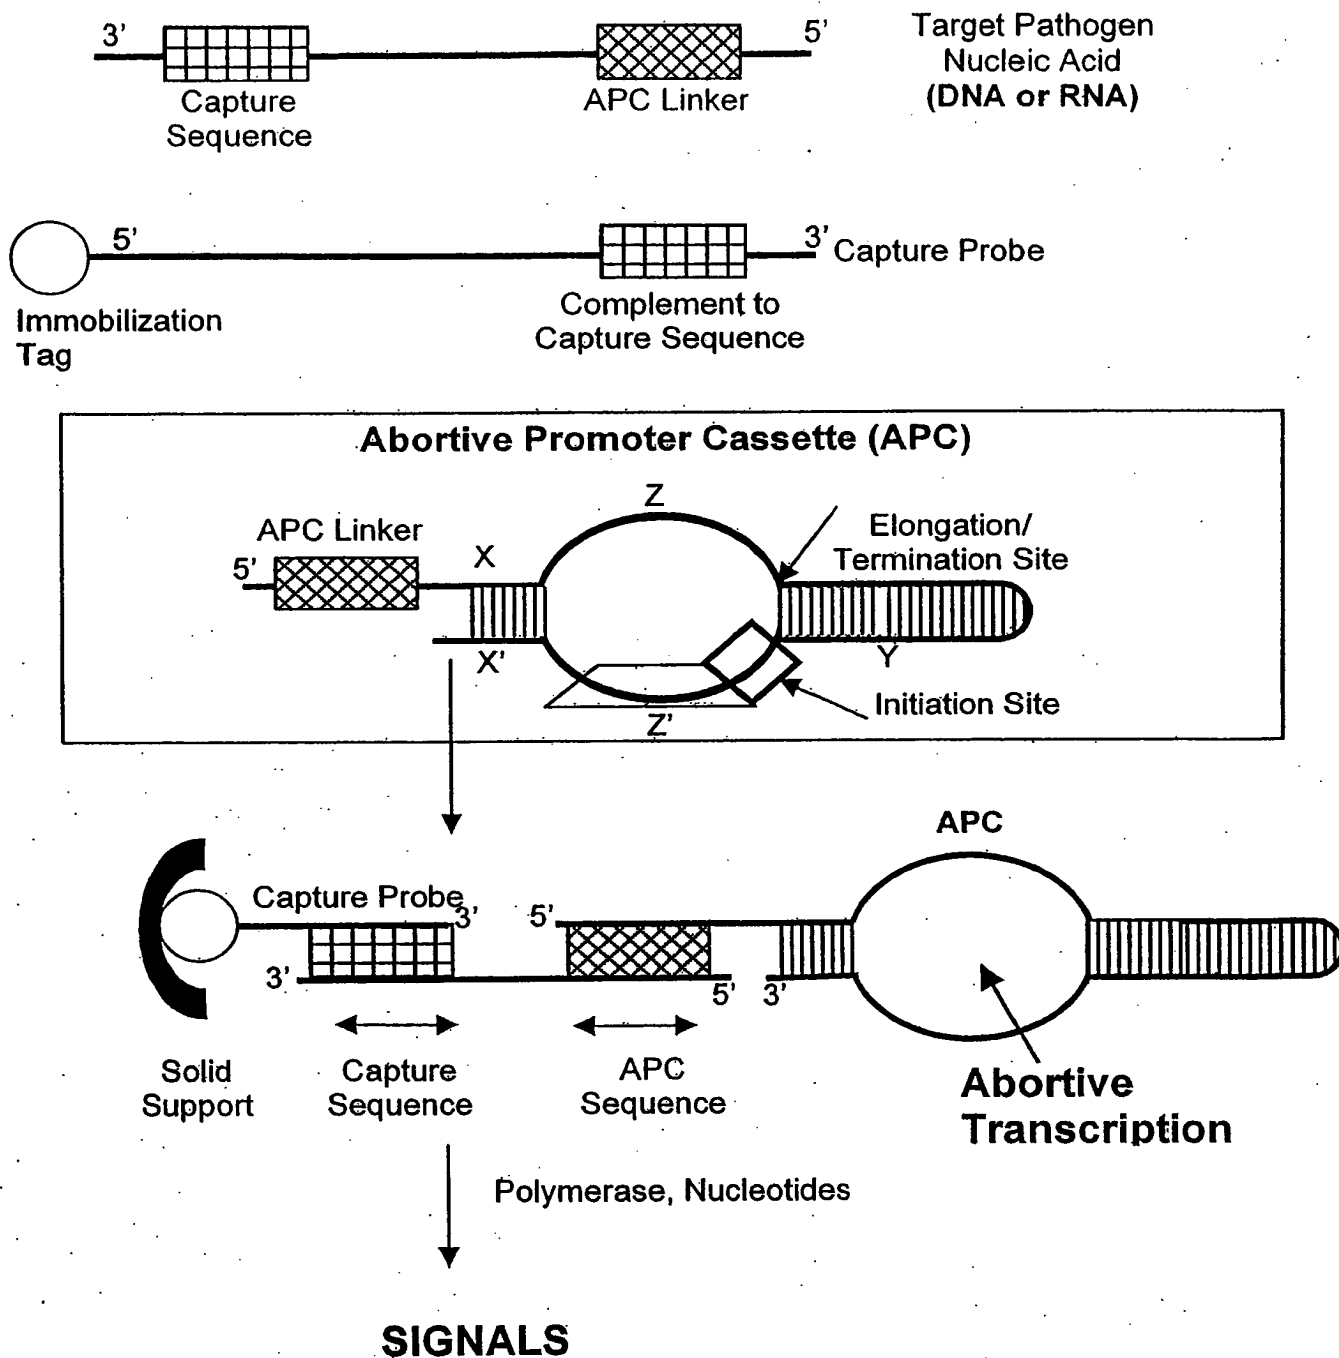 3' 5' Target Pathogen
Nucleic Acid
(DNA or RNA)
Capture
Sequence
APC Linker
5' 3' Capture Probe
Immobilization
Tag
Complement to
Capture Sequence
Abortive Promoter Cassette (APC)
Z
APC Linker
Elongation/
Termination Site
5' X
X' Y
Initiation Site
Z'
APC
Capture Probe
3' 5'
3' 5' 3'
Solid
Support
Capture
Sequence
APC
Sequence
Abortive
Transcription
Polymerase, Nucleotides
SIGNALS